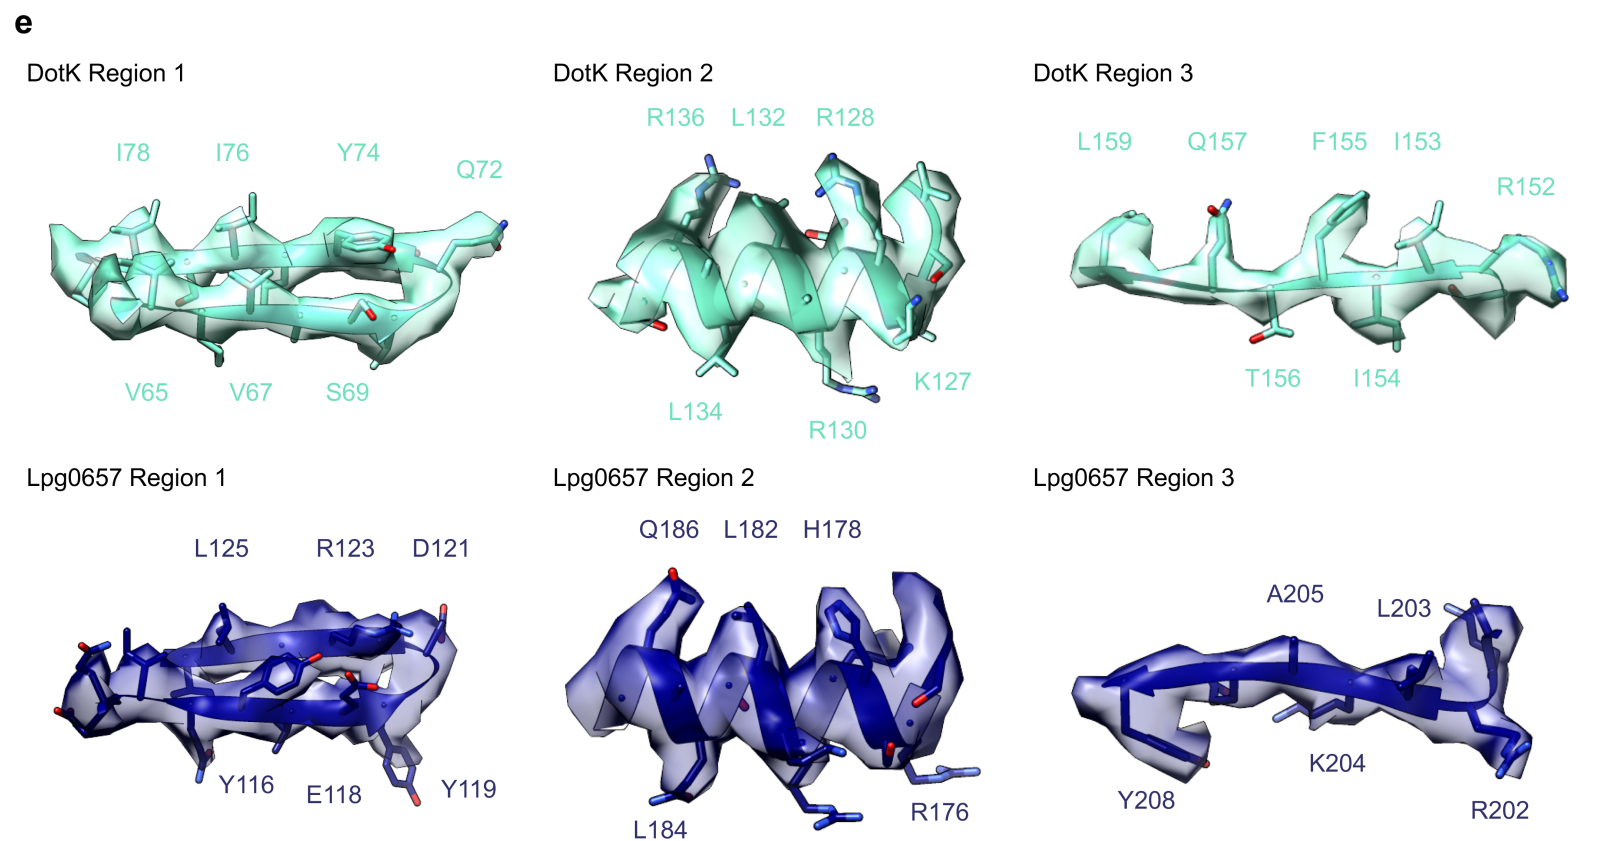 e
DotK Region 1
DotK Region 2
DotK Region 3
I78 I76 Y74 Q72
V65 V67 S69
R136 L132 R128
L134 R130 K127
L159 Q157 F155 I153 R152
T156 I154
Lpg0657 Region 1
Lpg0657 Region 2
Lpg0657 Region 3
L125 R123 D121
Y116 E118 Y119
Q186 L182 H178
L184 R176
A205 L203
Y208 K204 R202